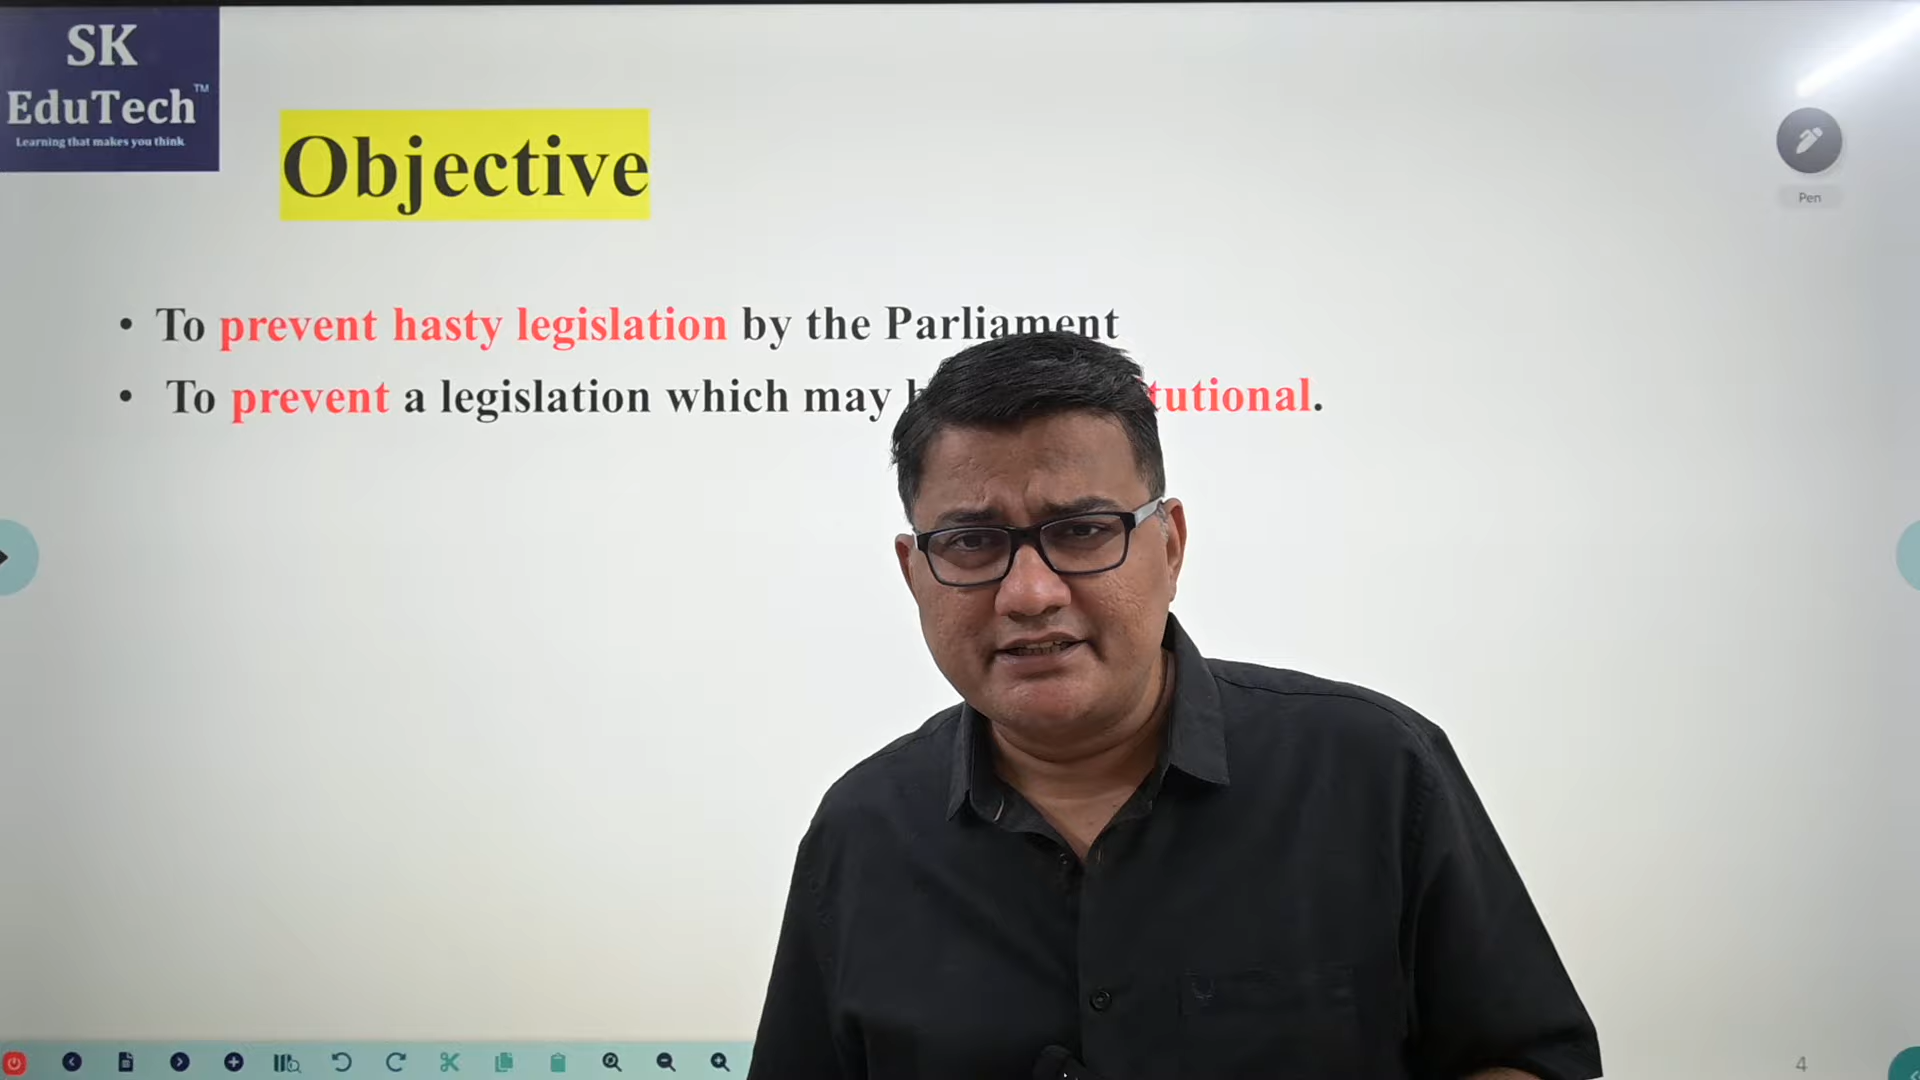 SK
EduTech™
Learning that makes you think
Objective
Pen
• To prevent hasty legislation by the Parliament
• To prevent a legislation which may tutional.
4